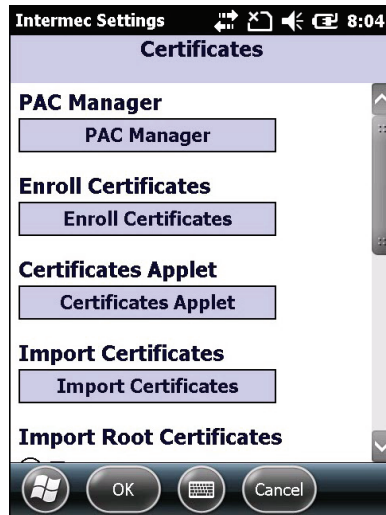 Intermec Settings 8:04
Certificates
PAC Manager
PAC Manager
Enroll Certificates
Enroll Certificates
Certificates Applet
Certificates Applet
Import Certificates
Import Certificates
Import Root Certificates
OK Cancel